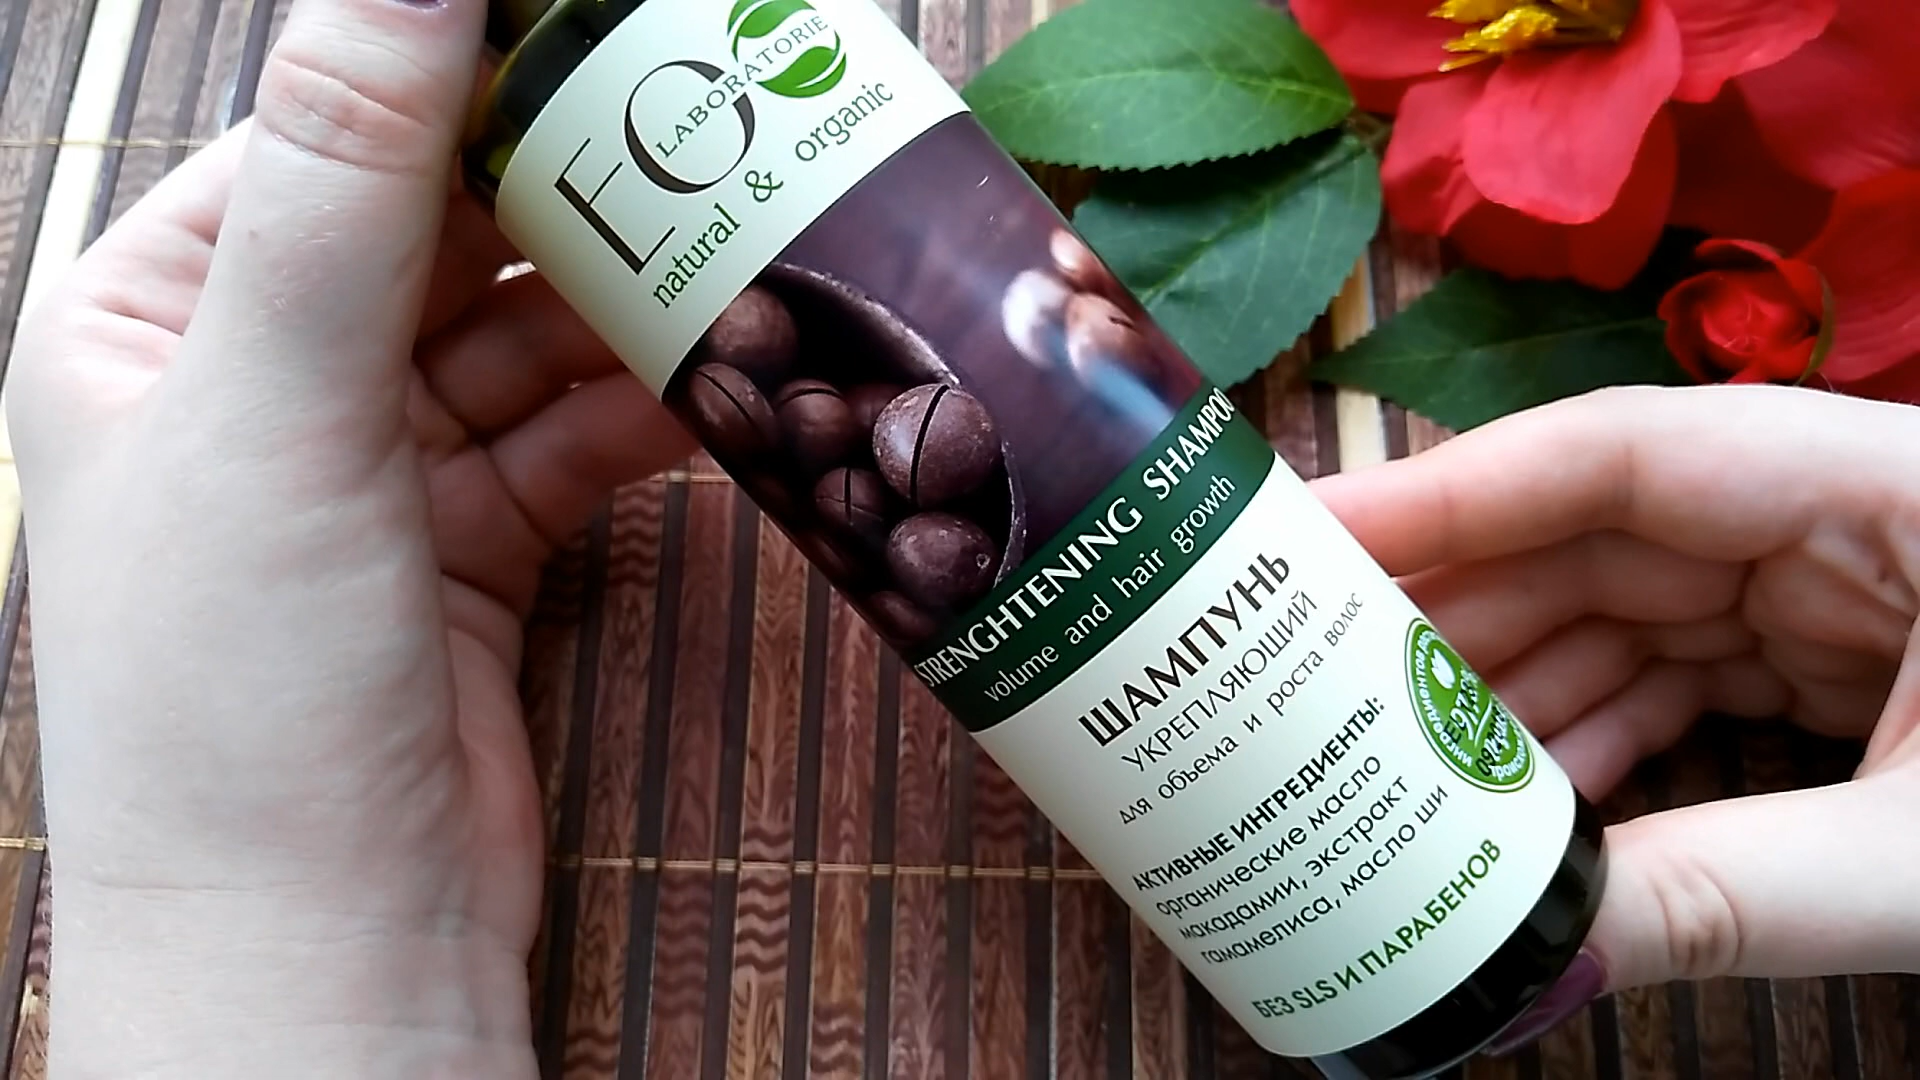 ECO
LABORATORIE
natural & organic
STRENGHTENING SHAMPOO
volume and hair growth
ШАМПУНЬ
УКРЕПЛЯЮЩИЙ
для объема и роста волос
АКТИВНЫЕ ИНГРЕДИЕНТЫ:
органические масло
макадамии, экстракт
гамамелиса, масло ши
БЕЗ SLS И ПАРАБЕНОВ